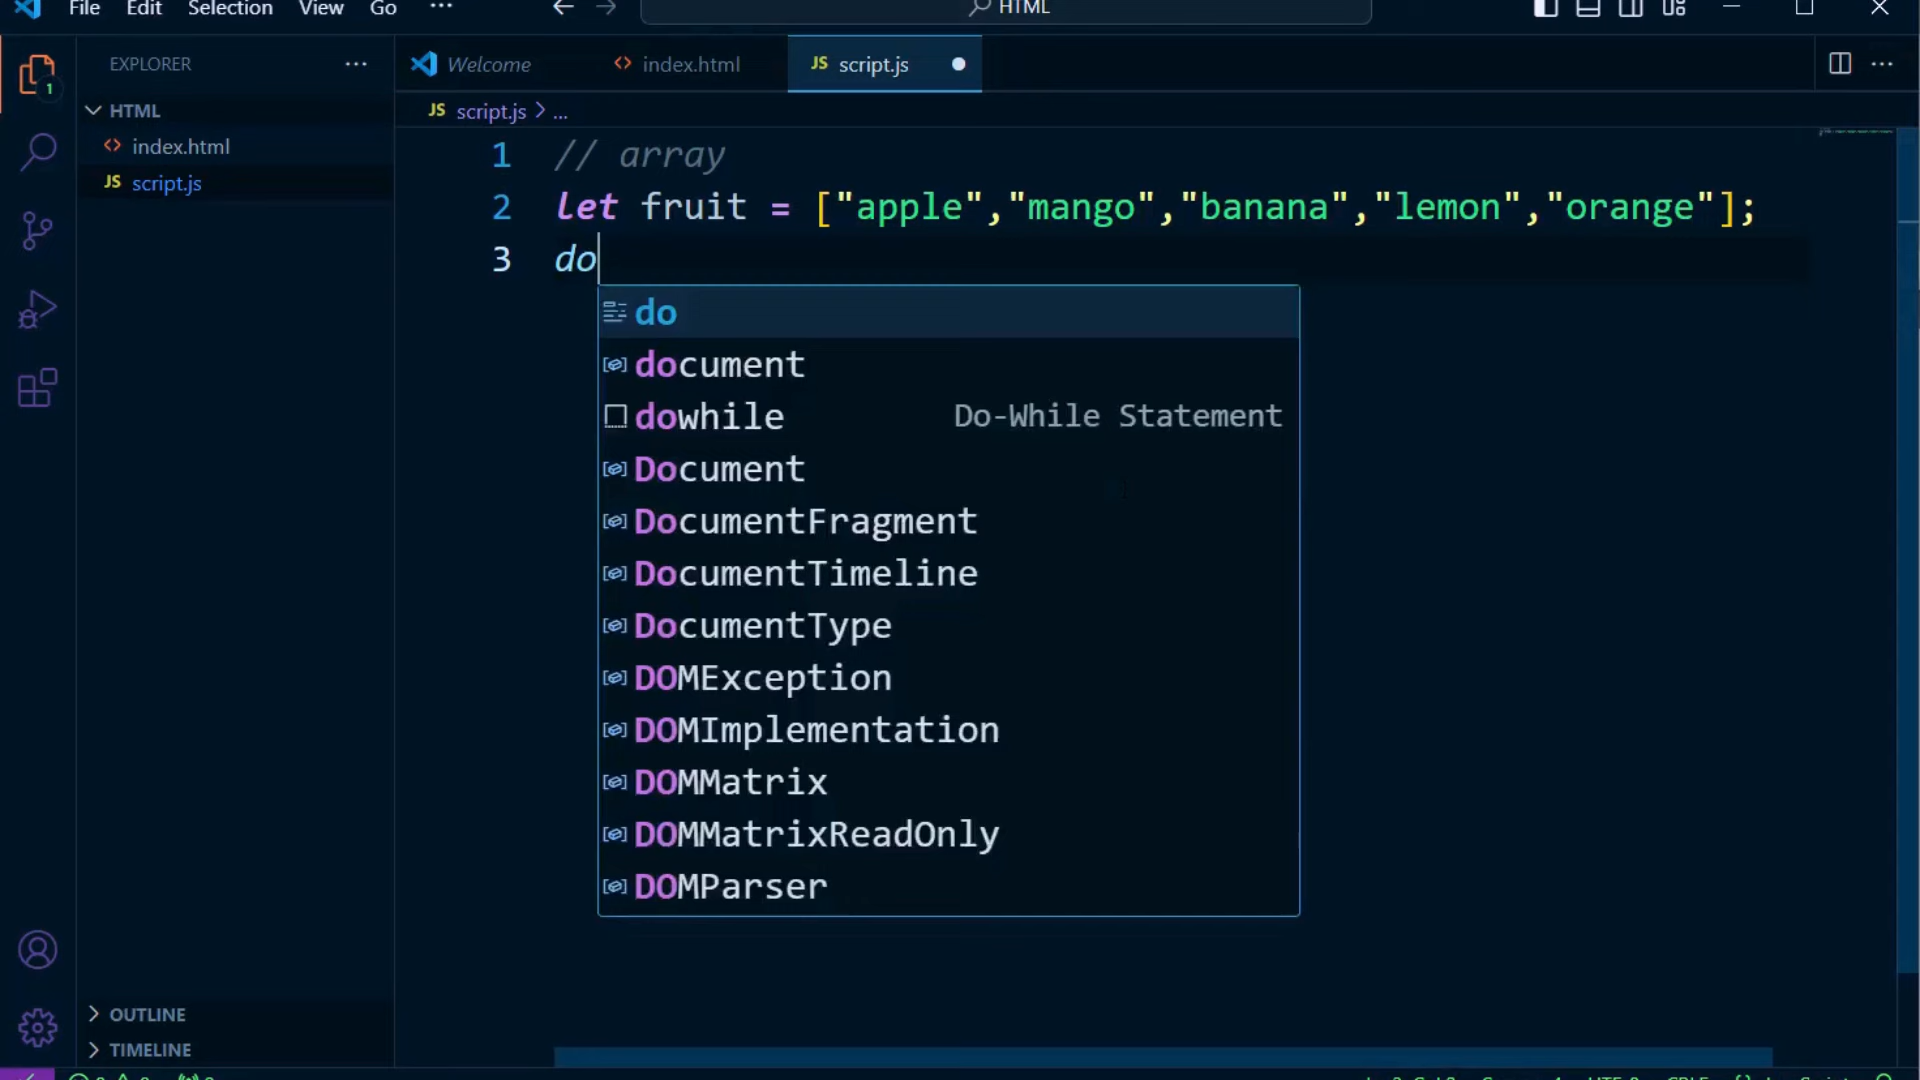 File Edit Selection View Go ··· HTML
EXPLORER ···
Welcome index.html JS script.js
HTML
JS script.js > ...
index.html
JS script.js
1
1 // array
2 let fruit = ["apple","mango","banana","lemon","orange"];
3 do
do
document
dowhile Do-While Statement
Document
DocumentFragment
DocumentTimeline
DocumentType
DOMException
DOMImplementation
DOMMatrix
DOMMatrixReadOnly
DOMParser
OUTLINE
TIMELINE